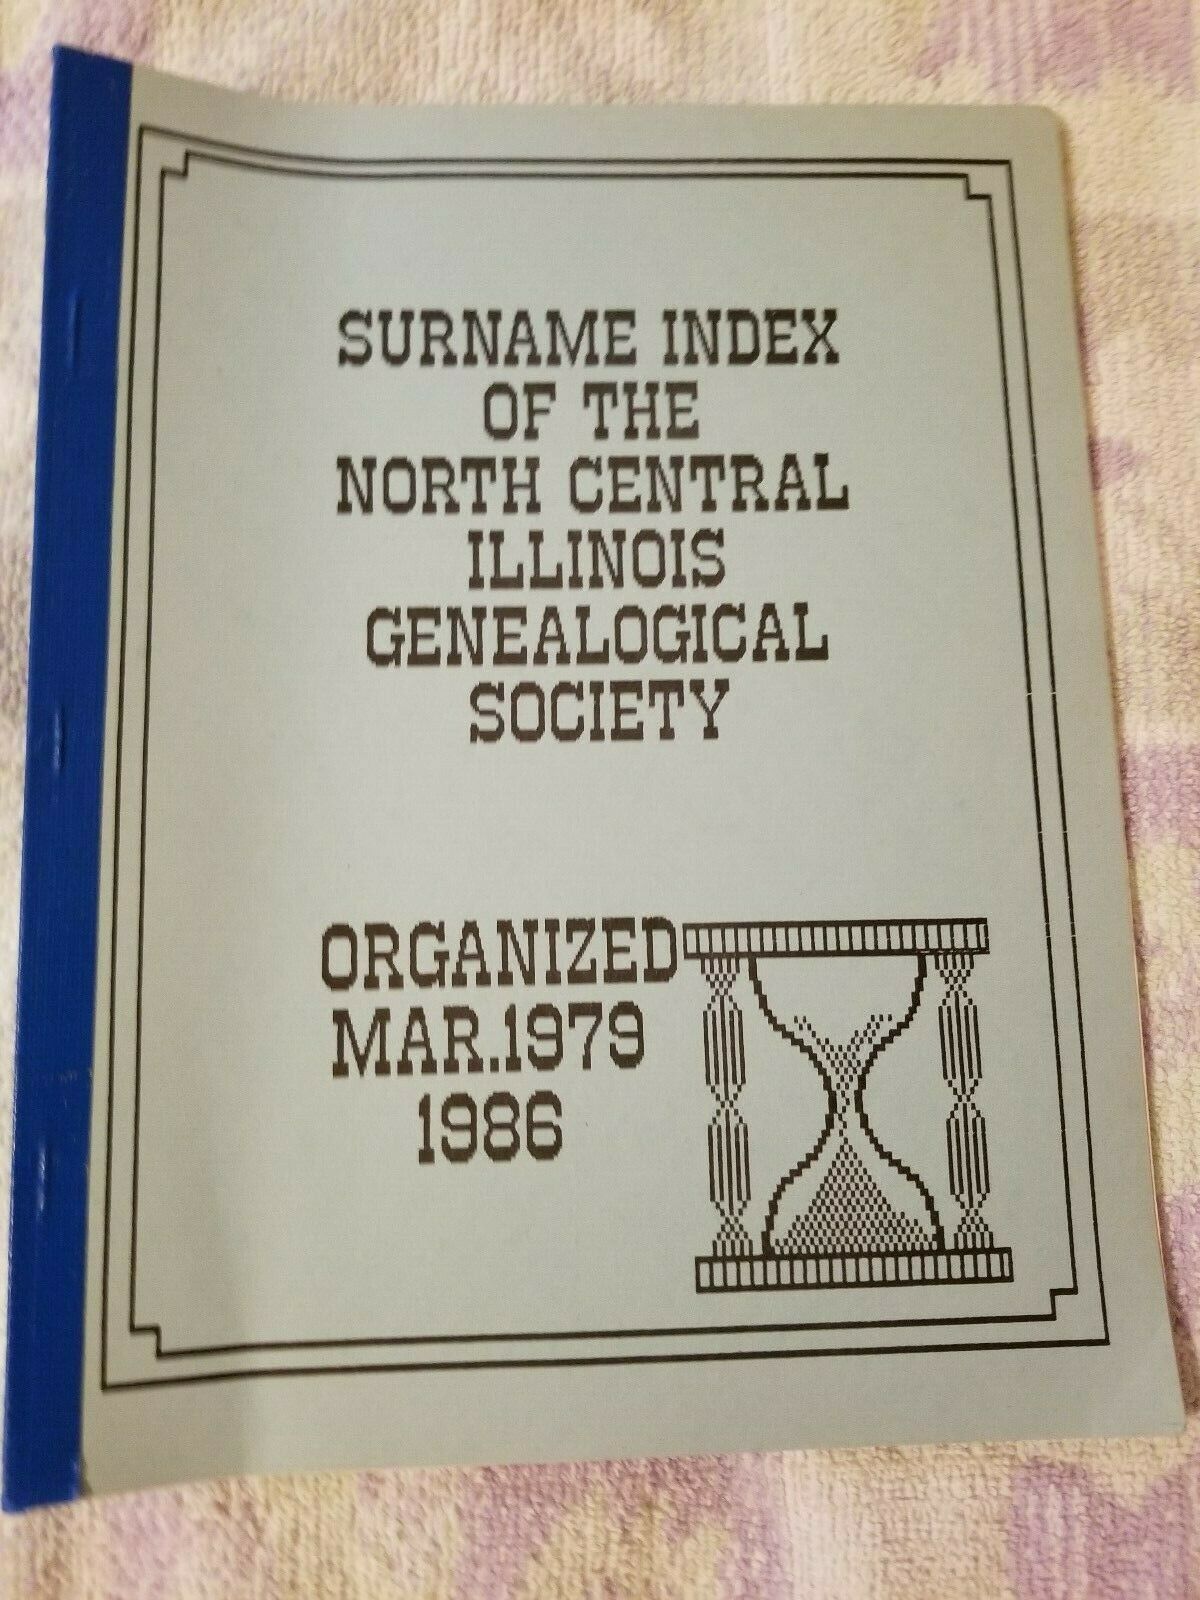 SURNAME INDEX
OF THE
NORTH CENTRAL
ILLINOIS
GENEALOGICAL
SOCIETY
ORGANIZED
MAR.1979
1986